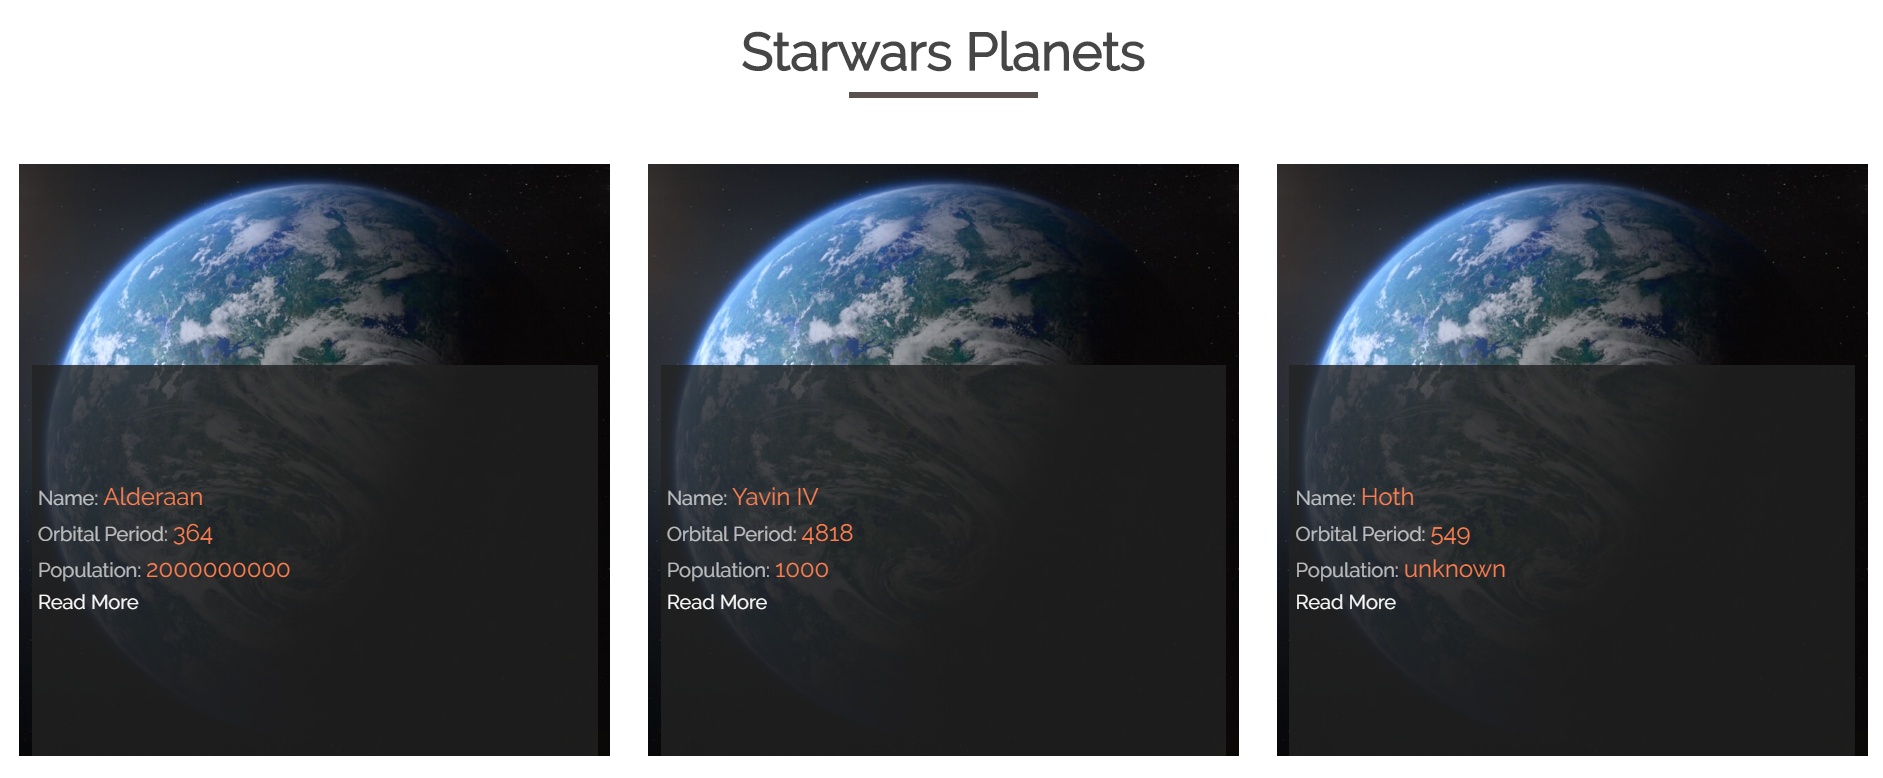 Starwars Planets
Name: Alderaan
Orbital Period: 364
Population: 2000000000
Read More
Name: Yavin IV
Orbital Period: 4818
Population: 1000
Read More
Name: Hoth
Orbital Period: 549
Population: unknown
Read More